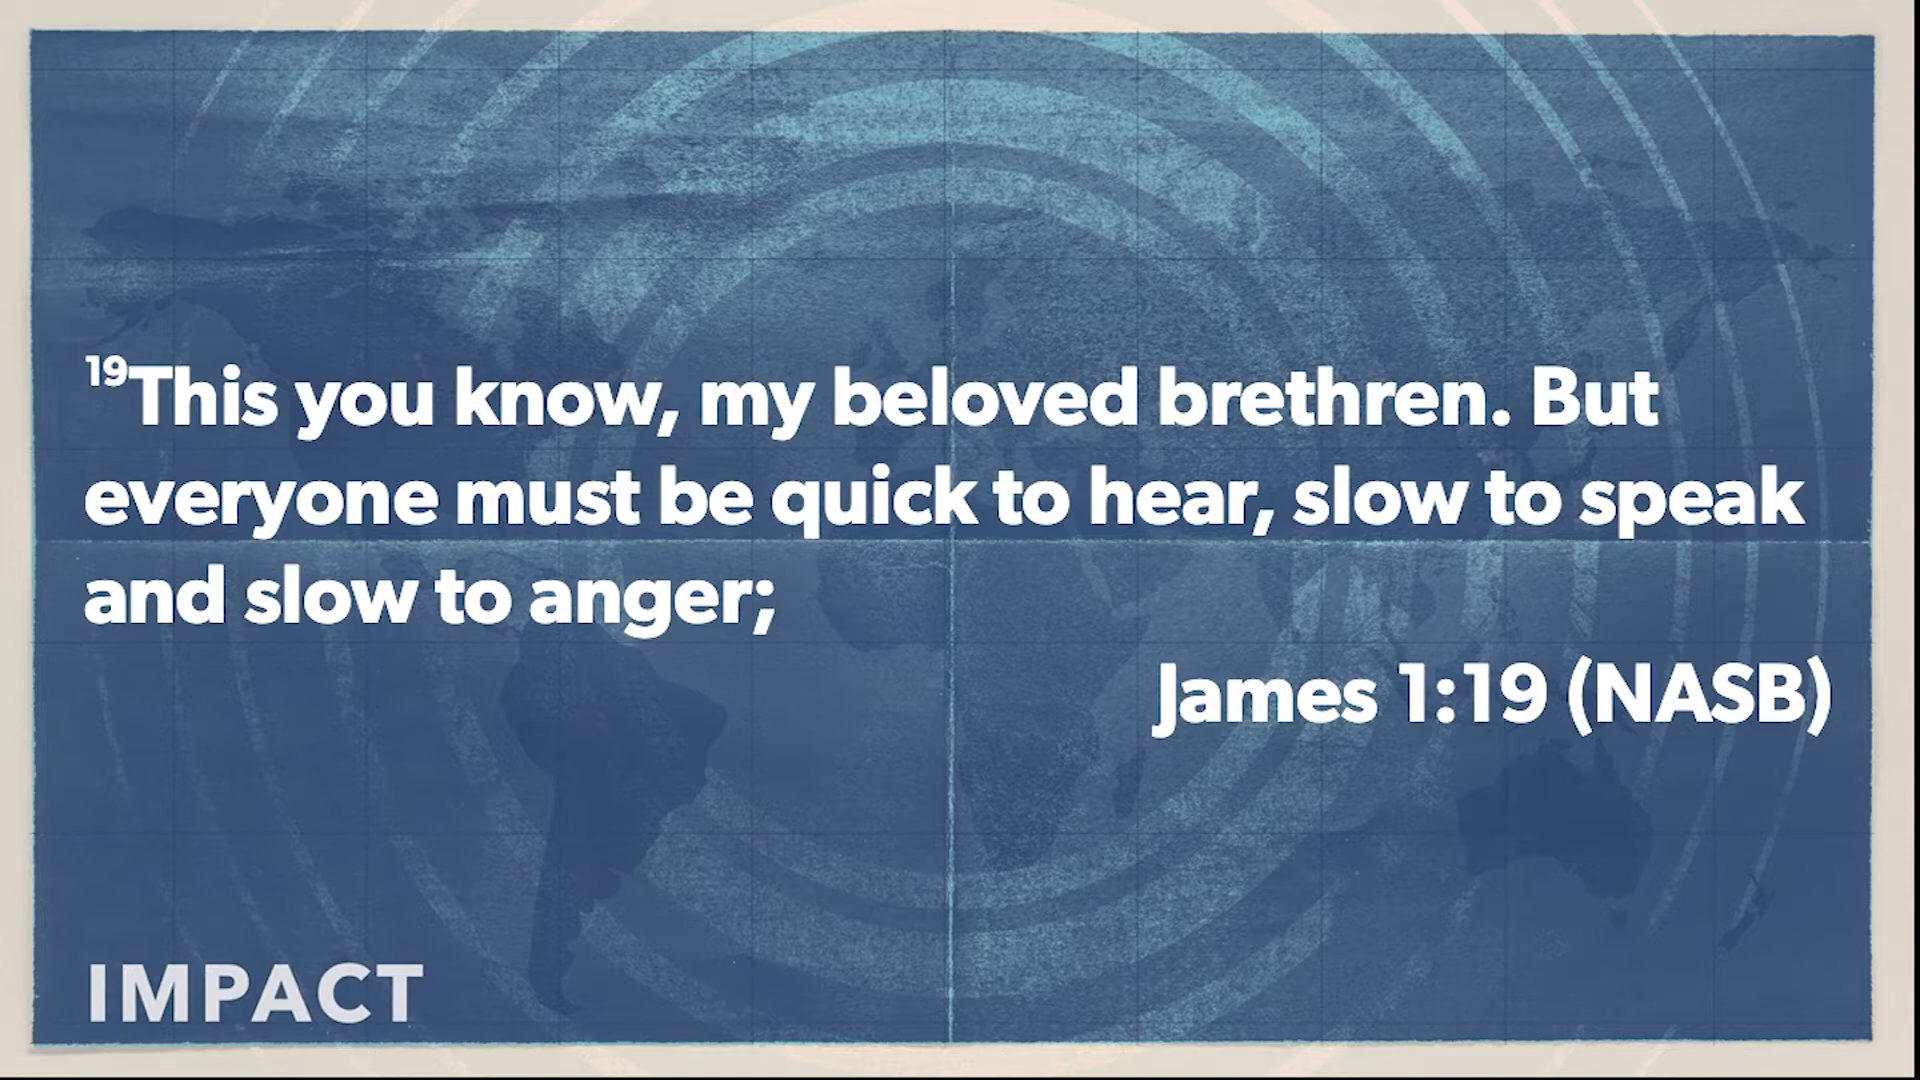 19This you know, my beloved brethren. But
everyone must be quick to hear, slow to speak
and slow to anger;
James 1:19 (NASB)
IMPACT